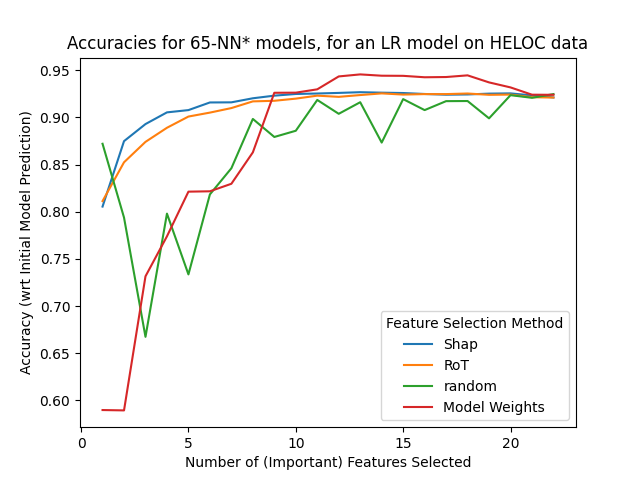 Accuracies for 65-NN* models, for an LR model on HELOC data
Accuracy (wrt Initial Model Prediction)
0.95
0.90
0.85
0.80
0.75
0.70
0.65
0.60
Feature Selection Method
Shap
RoT
random
Model Weights
0
5
10
15
20
Number of (Important) Features Selected